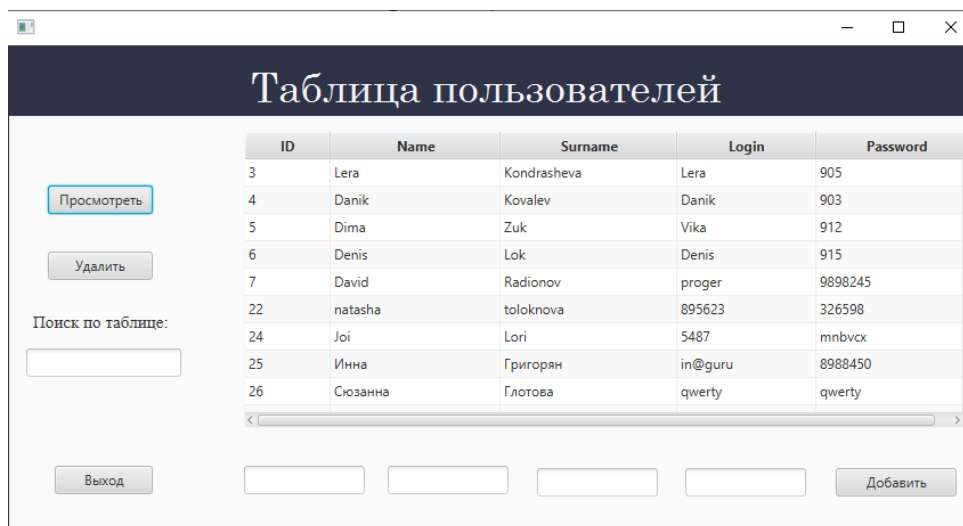 Таблица пользователей
ID Name Surname Login Password
3 Lera Kondrasheva Lera 905
Просмотреть
4 Danik Kovalev Danik 903
5 Dima Zuk Vika 912
6 Denis Lok Denis 915
Удалить
7 David Radionov proger 9898245
22 natasha toloknova 895623 326598
Поиск по таблице:
24 Joi Lori 5487 mnbvcx
25 Инна Григорян in@guru 8988450
26 Сюзанна Глотова qwerty qwerty
Выход
Добавить